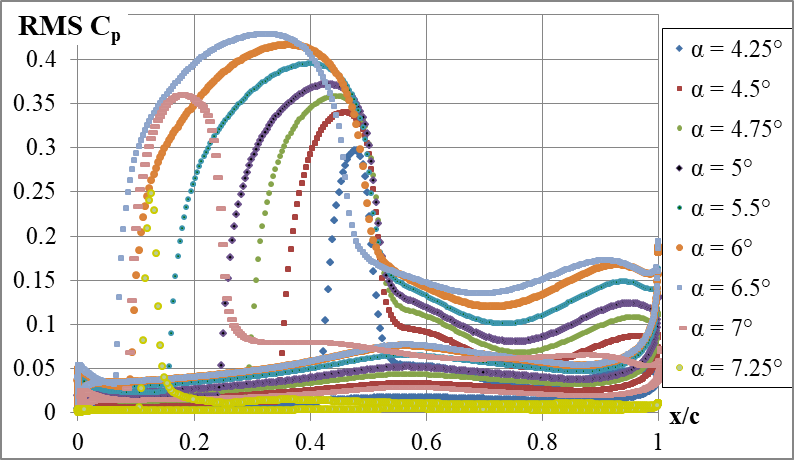 RMS Cp
0.4
0.35
0.3
0.25
0.2
0.15
0.1
0.05
0
0 0.2 0.4 0.6 0.8 1
x/c
α = 4.25°
α = 4.5°
α = 4.75°
α = 5°
α = 5.5°
α = 6°
α = 6.5°
α = 7°
α = 7.25°